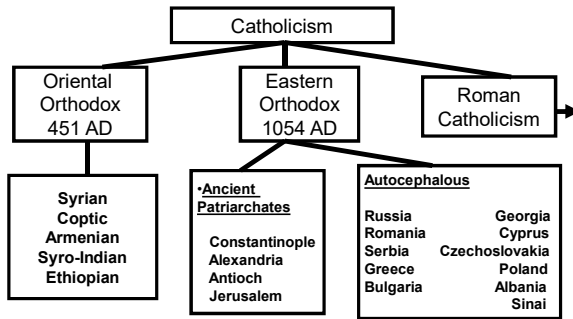 Catholicism
Oriental
Orthodox
451 AD
Eastern
Orthodox
1054 AD
Roman
Catholicism
Syrian
Coptic
Armenian
Syro-Indian
Ethiopian
•Ancient
Patriarchates
Constantinople
Alexandria
Antioch
Jerusalem
Autocephalous
Russia Georgia
Romania Cyprus
Serbia Czechoslovakia
Greece Poland
Bulgaria Albania
Sinai